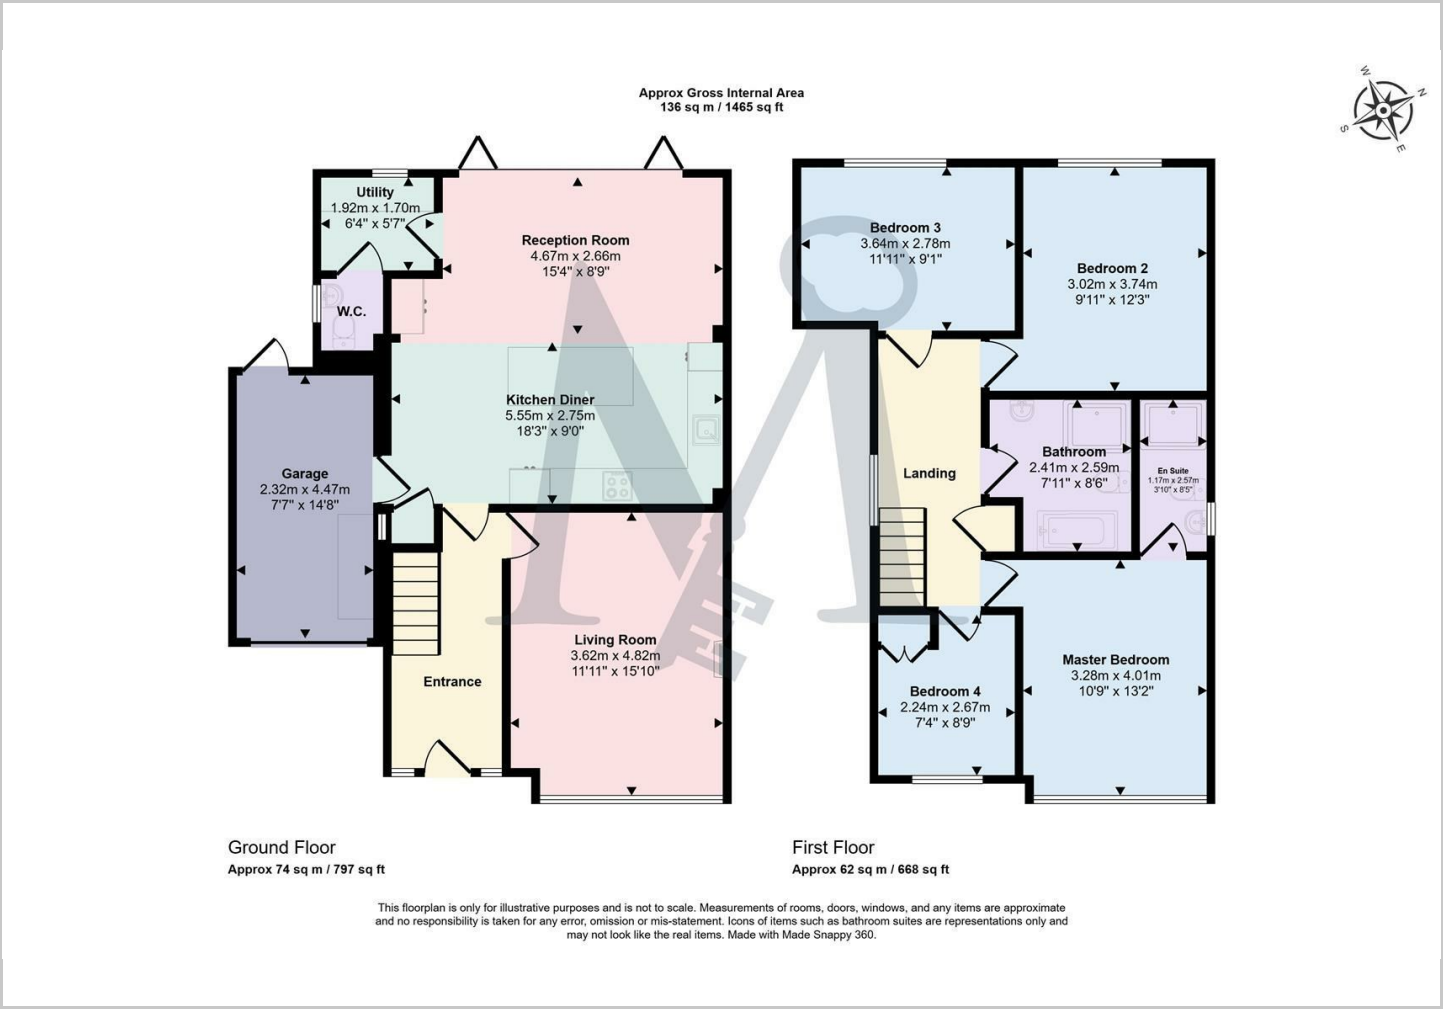 Approx Gross Internal Area
136 sq m / 1465 sq ft
W
N
S
E
Utility
1.92m x 1.70m
6'4" x 5'7"
Reception Room
4.67m x 2.66m
15'4" x 8'9"
W.C.
Kitchen Diner
5.55m x 2.75m
18'3" x 9'0"
Garage
2.32m x 4.47m
7'7" x 14'8"
Living Room
3.62m x 4.82m
11'11" x 15'10"
Entrance
Bedroom 3
3.64m x 2.78m
11'11" x 9'1"
Bedroom 2
3.02m x 3.74m
9'11" x 12'3"
Landing
Bathroom
2.41m x 2.59m
7'11" x 8'6"
En Suite
1.17m x 2.57m
3'10" x 8'5"
Master Bedroom
3.28m x 4.01m
10'9" x 13'2"
Bedroom 4
2.24m x 2.67m
7'4" x 8'9"
M
Ground Floor
Approx 74 sq m / 797 sq ft
First Floor
Approx 62 sq m / 668 sq ft
This floorplan is only for illustrative purposes and is not to scale. Measurements of rooms, doors, windows, and any items are approximate
and no responsibility is taken for any error, omission or mis-statement. Icons of items such as bathroom suites are representations only and
may not look like the real items. Made with Made Snappy 360.